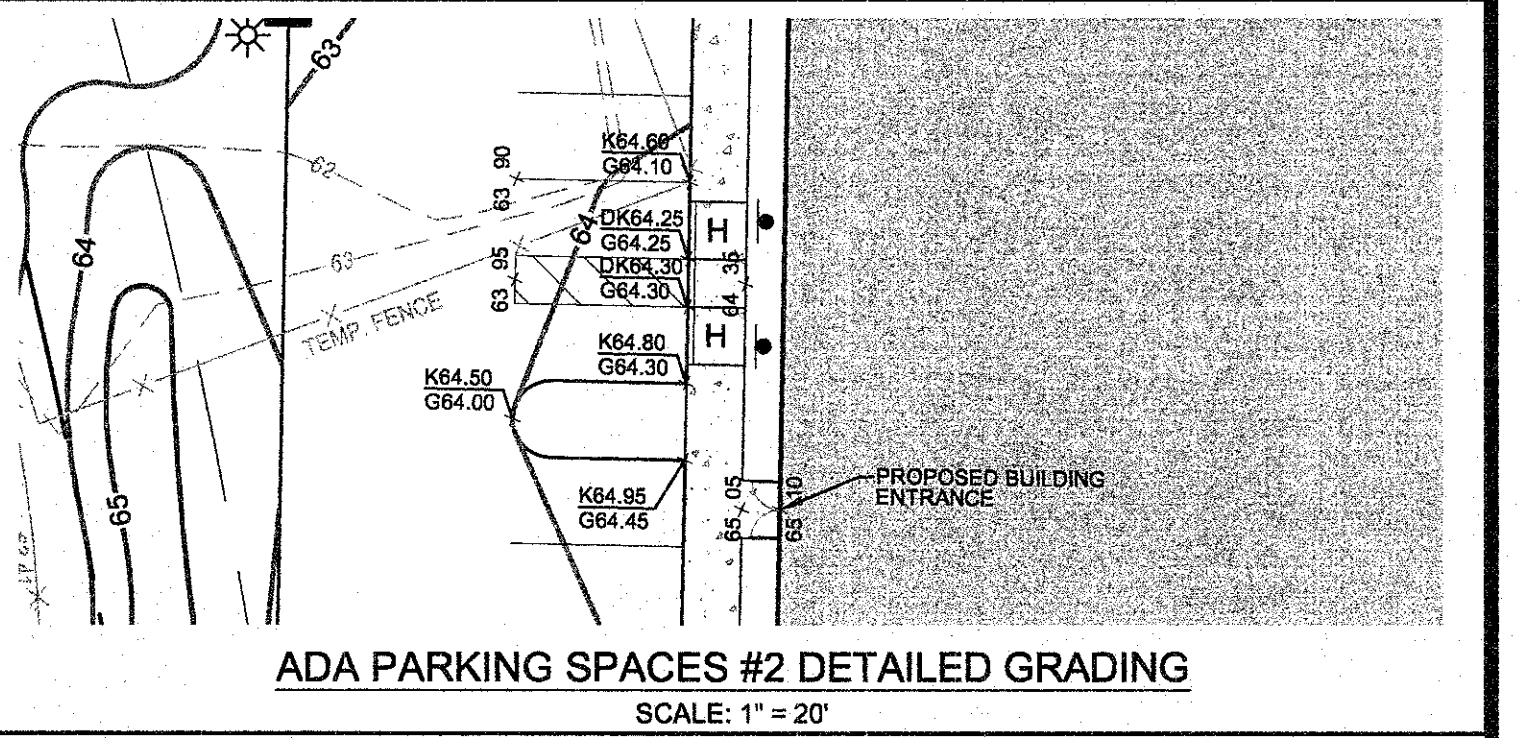 63
K64.60
G64.10
63 90
62
64
DK64.25
G64.25
H
64
63
63 95
DK64.30
G64.30
64 35
TEMP. FENCE
K64.80
G64.30
H
K64.50
G64.00
65
K64.95
G64.45
65 05
65 10
PROPOSED BUILDING
ENTRANCE
ADA PARKING SPACES #2 DETAILED GRADING
SCALE: 1" = 20'